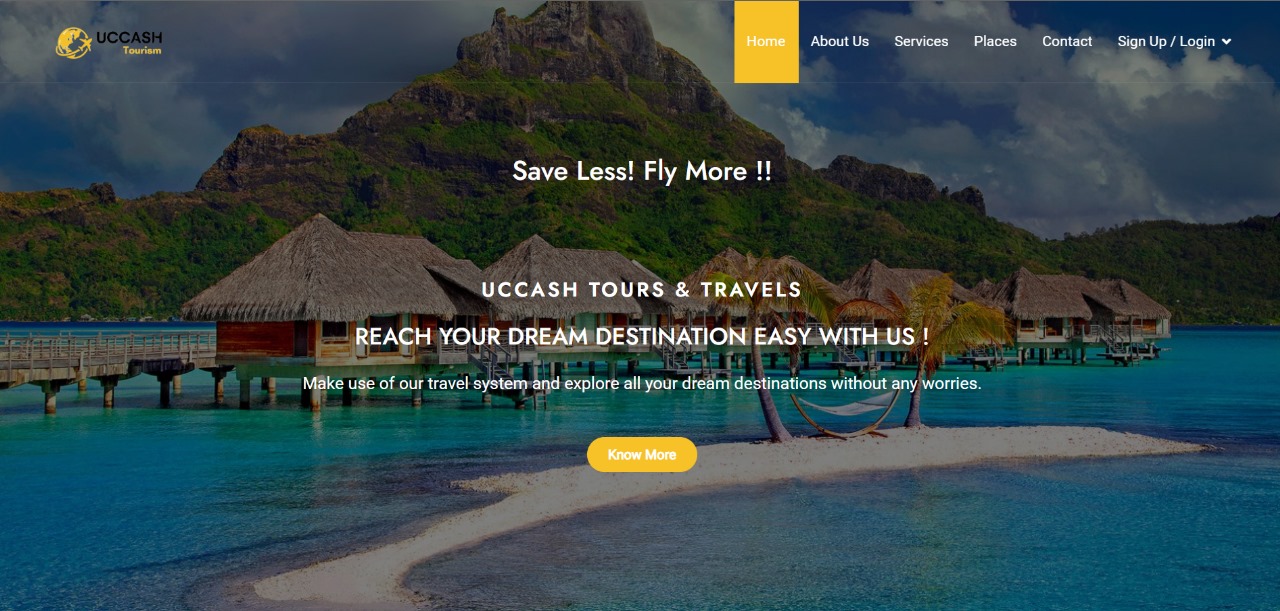 UCCASH
Tourism
Home About Us Services Places Contact Sign Up / Login
Save Less! Fly More !!
UCCASH TOURS & TRAVELS
REACH YOUR DREAM DESTINATION EASY WITH US !
Make use of our travel system and explore all your dream destinations without any worries.
Know More